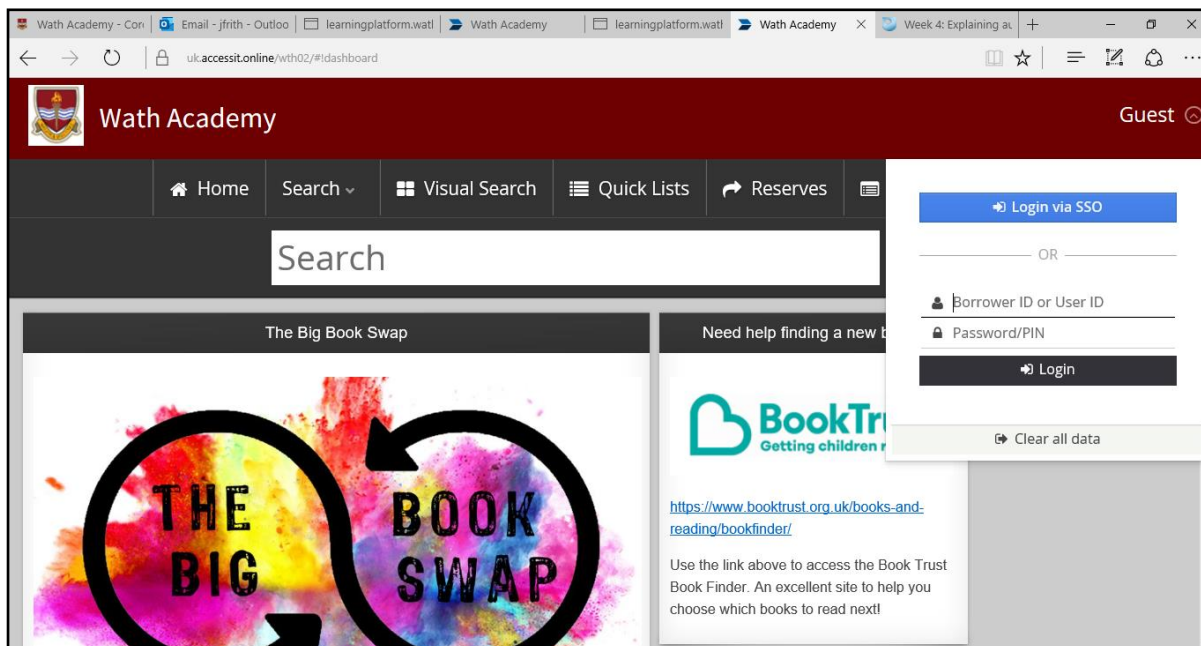 Wath Academy - Cor
Email - jfrith - Outloo
learningplatform.watl
Wath Academy
learningplatform.watl
Wath Academy
Week 4: Explaining au
uk.accessit.online/wth02/#!dashboard
Wath Academy
Guest
Home
Search
Visual Search
Quick Lists
Reserves
Login via SSO
OR
Borrower ID or User ID
Password/PIN
Login
Clear all data
Search
The Big Book Swap
THE
BIG
BOOK
SWAP
Need help finding a new
BookTr
Getting children
https://www.booktrust.org.uk/books-and-
reading/bookfinder/
Use the link above to access the Book Trust
Book Finder. An excellent site to help you
choose which books to read next!